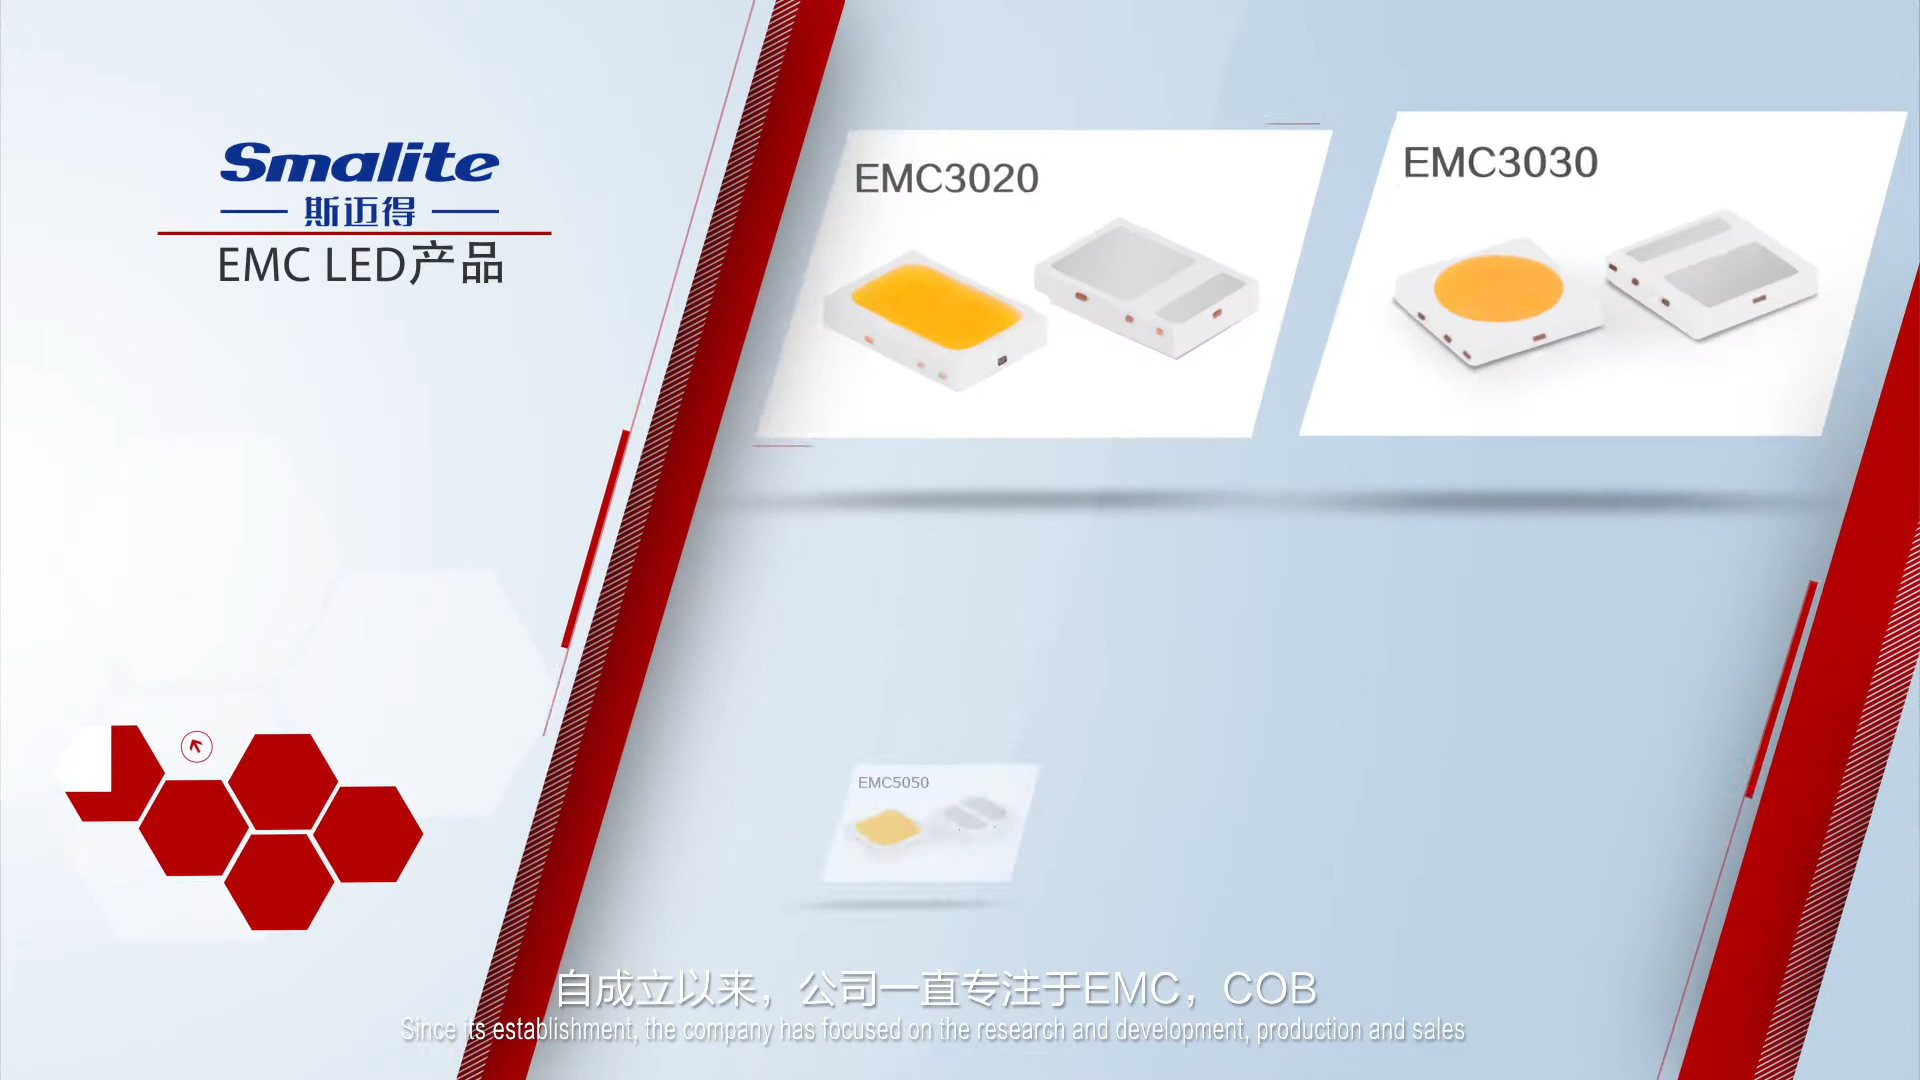 Smalite
斯迈得
EMC LED产品
EMC3020
EMC3030
EMC5050
自成立以来，公司一直专注于EMC，COB
Since its establishment, the company has focused on the research and development, production and sales